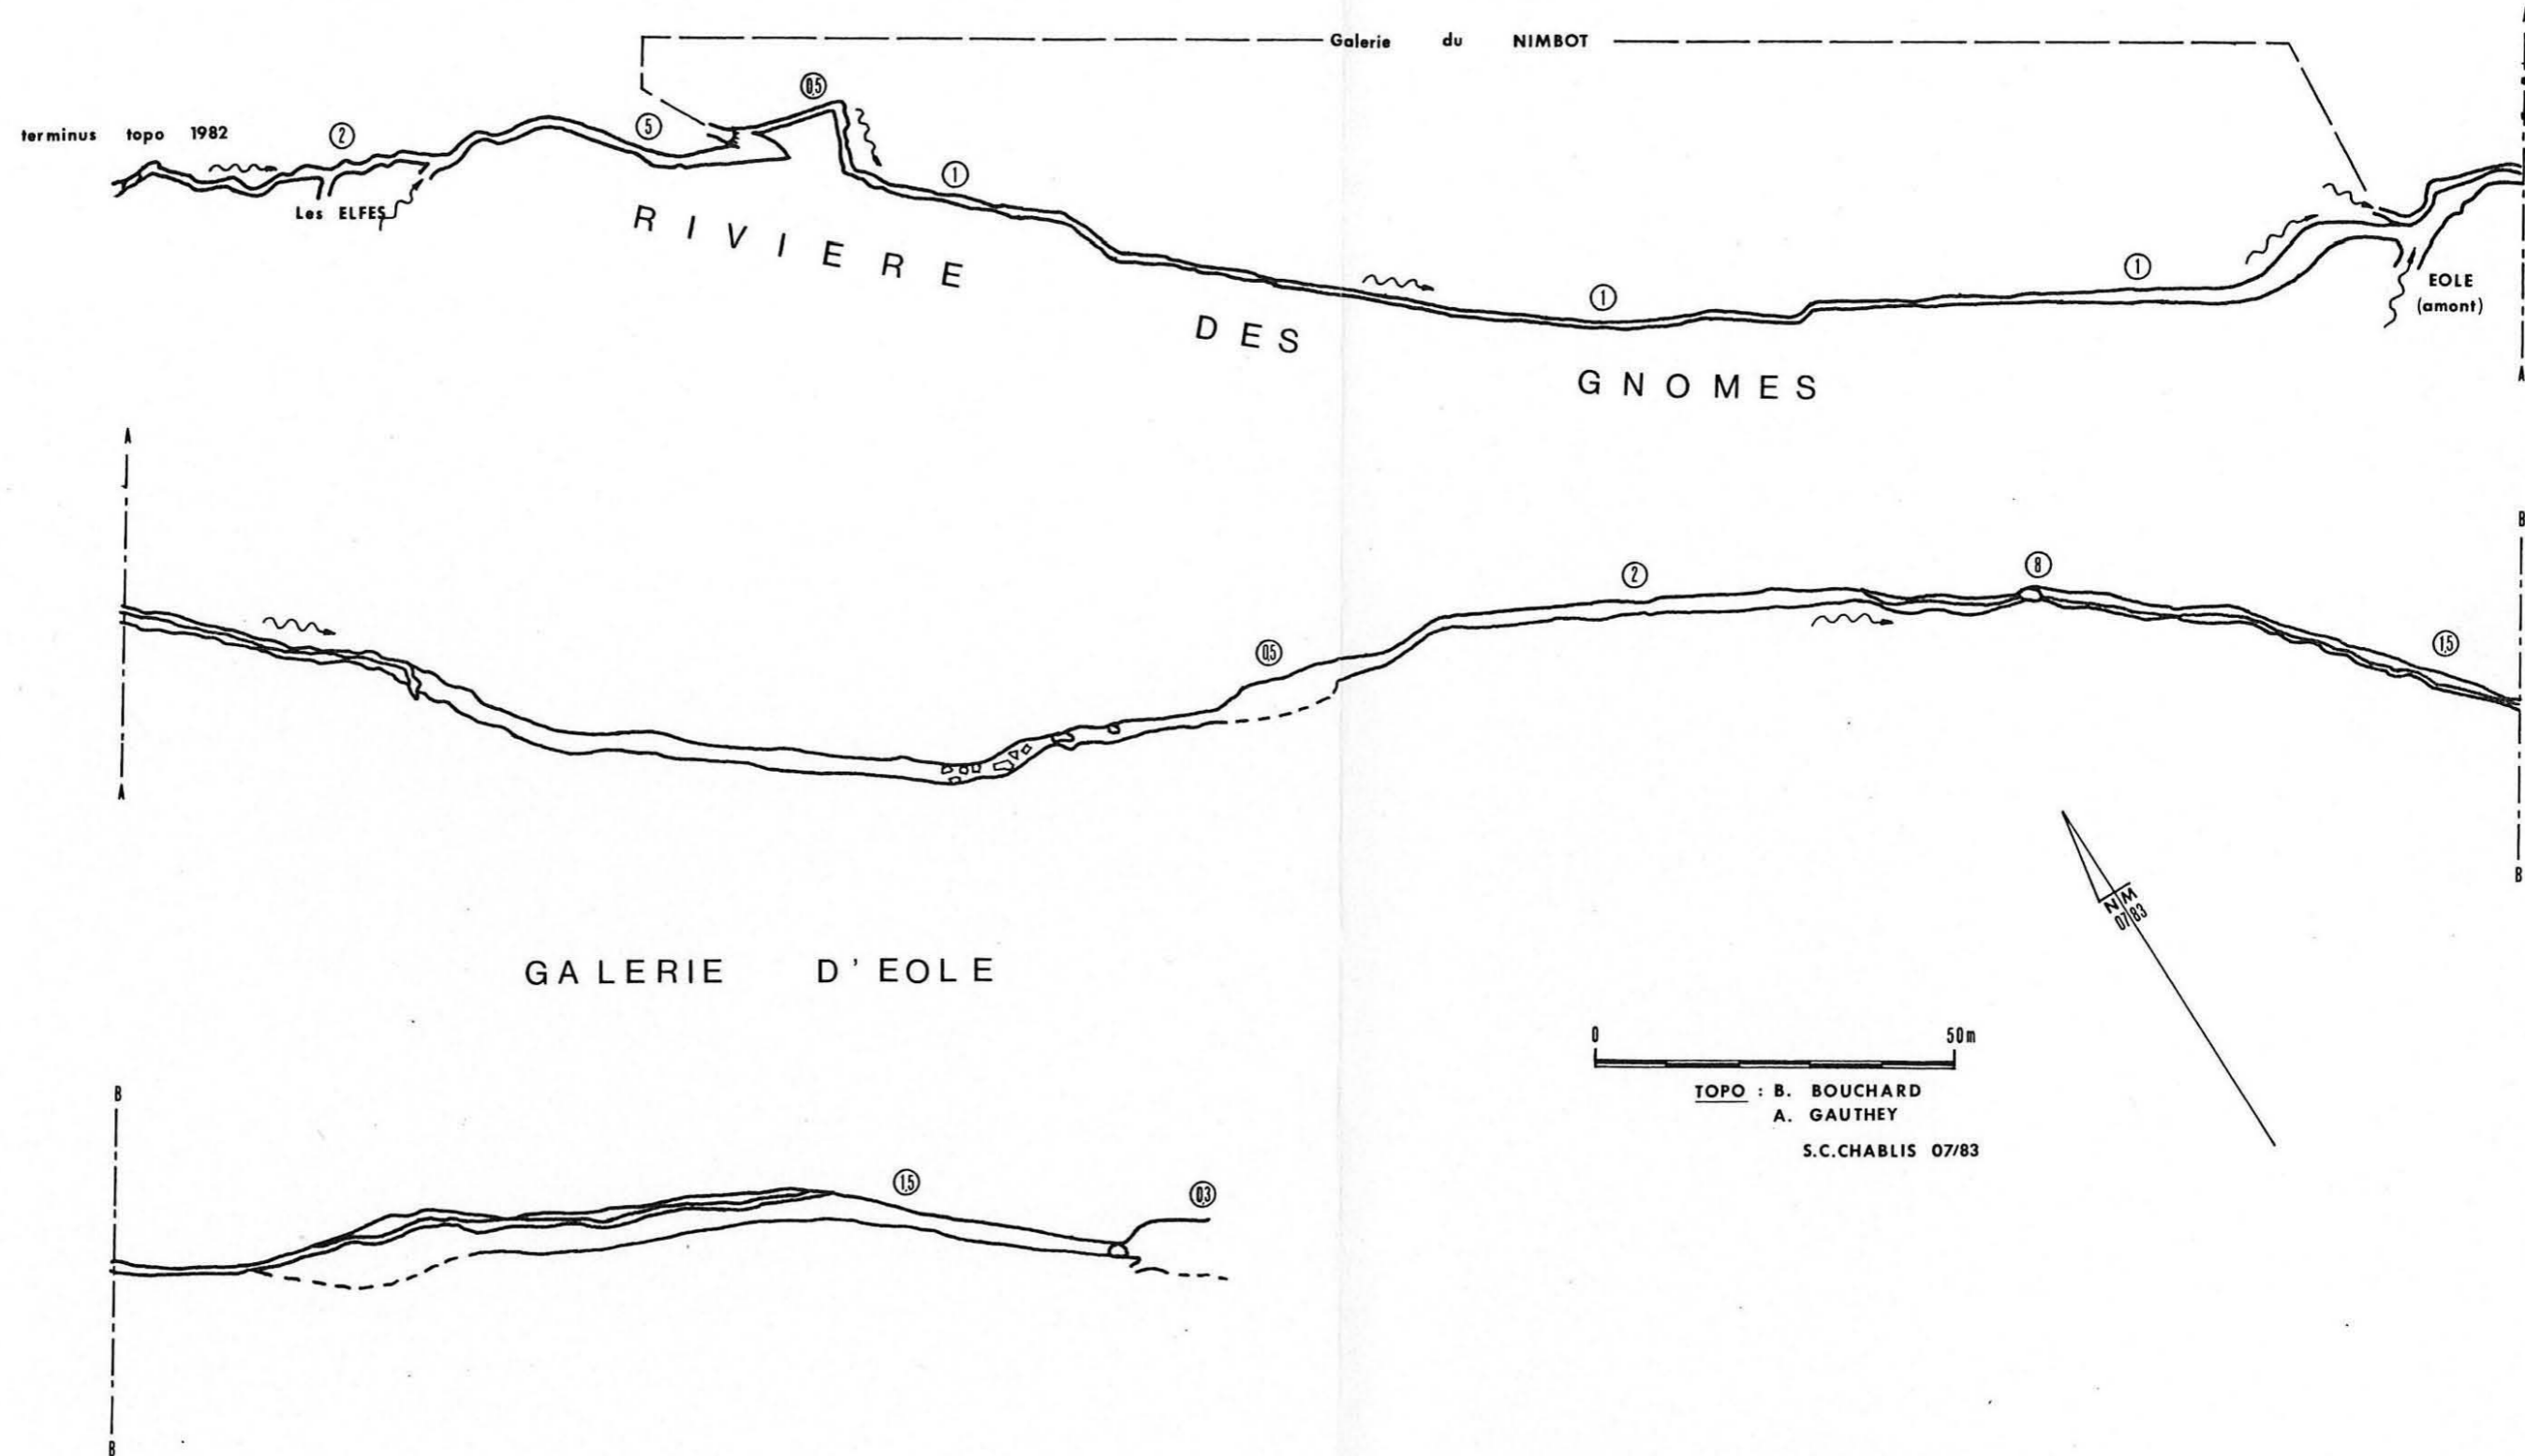 Galerie du NIMBOT
0,5
5
terminus topo 1982
2
1
Les ELFES
RIVIERE
DES
GNOMES
1
1
EOLE
(amont)
A
A
A
B
8
2
1,5
0,5
B
N M
07/83
GALERIE D'EOLE
0 50m
TOPO : B. BOUCHARD
A. GAUTHEY
S.C.CHABLIS 07/83
B
1,5
0,3
B